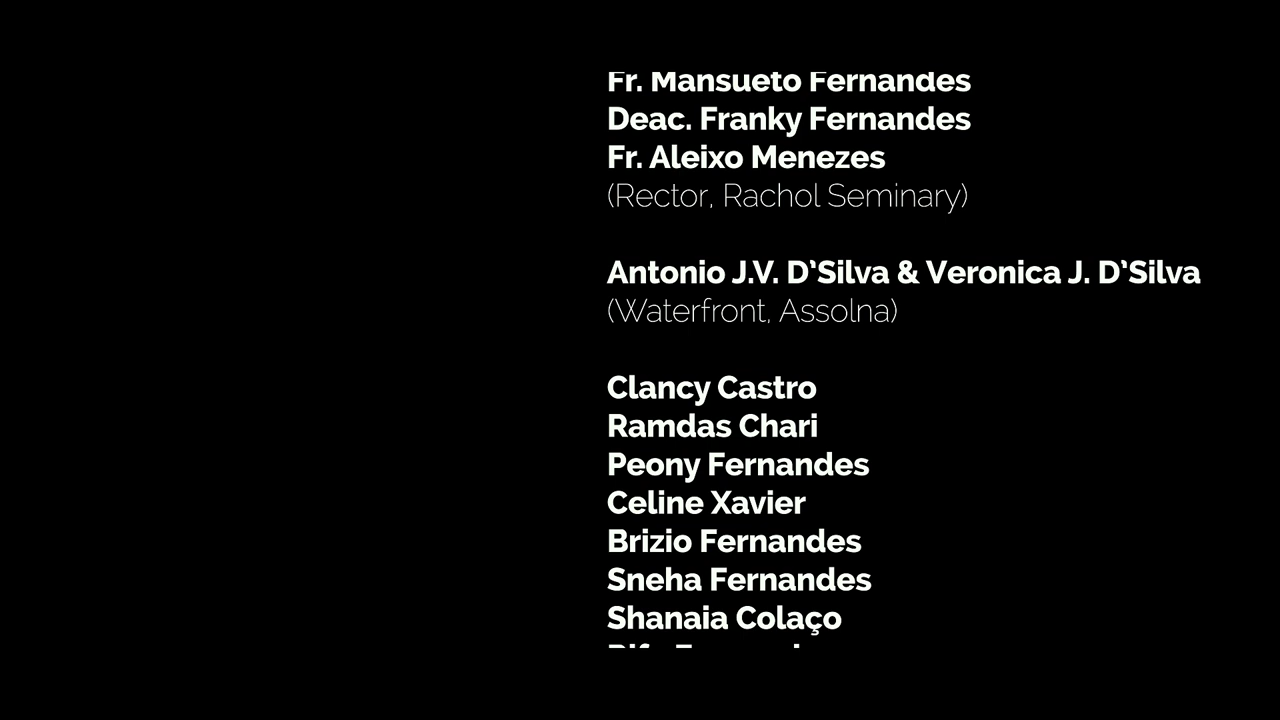 Fr. Mansueto Fernandes
Deac. Franky Fernandes
Fr. Aleixo Menezes
(Rector, Rachol Seminary)
Antonio J.V. D'Silva & Veronica J. D'Silva
(Waterfront, Assolna)
Clancy Castro
Ramdas Chari
Peony Fernandes
Celine Xavier
Brizio Fernandes
Sneha Fernandes
Shanaia Colaço